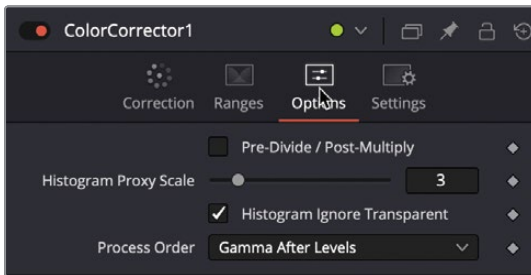 ColorCorrector1
Correction Ranges Options Settings
Pre-Divide / Post-Multiply
Histogram Proxy Scale 3
Histogram Ignore Transparent
Process Order Gamma After Levels